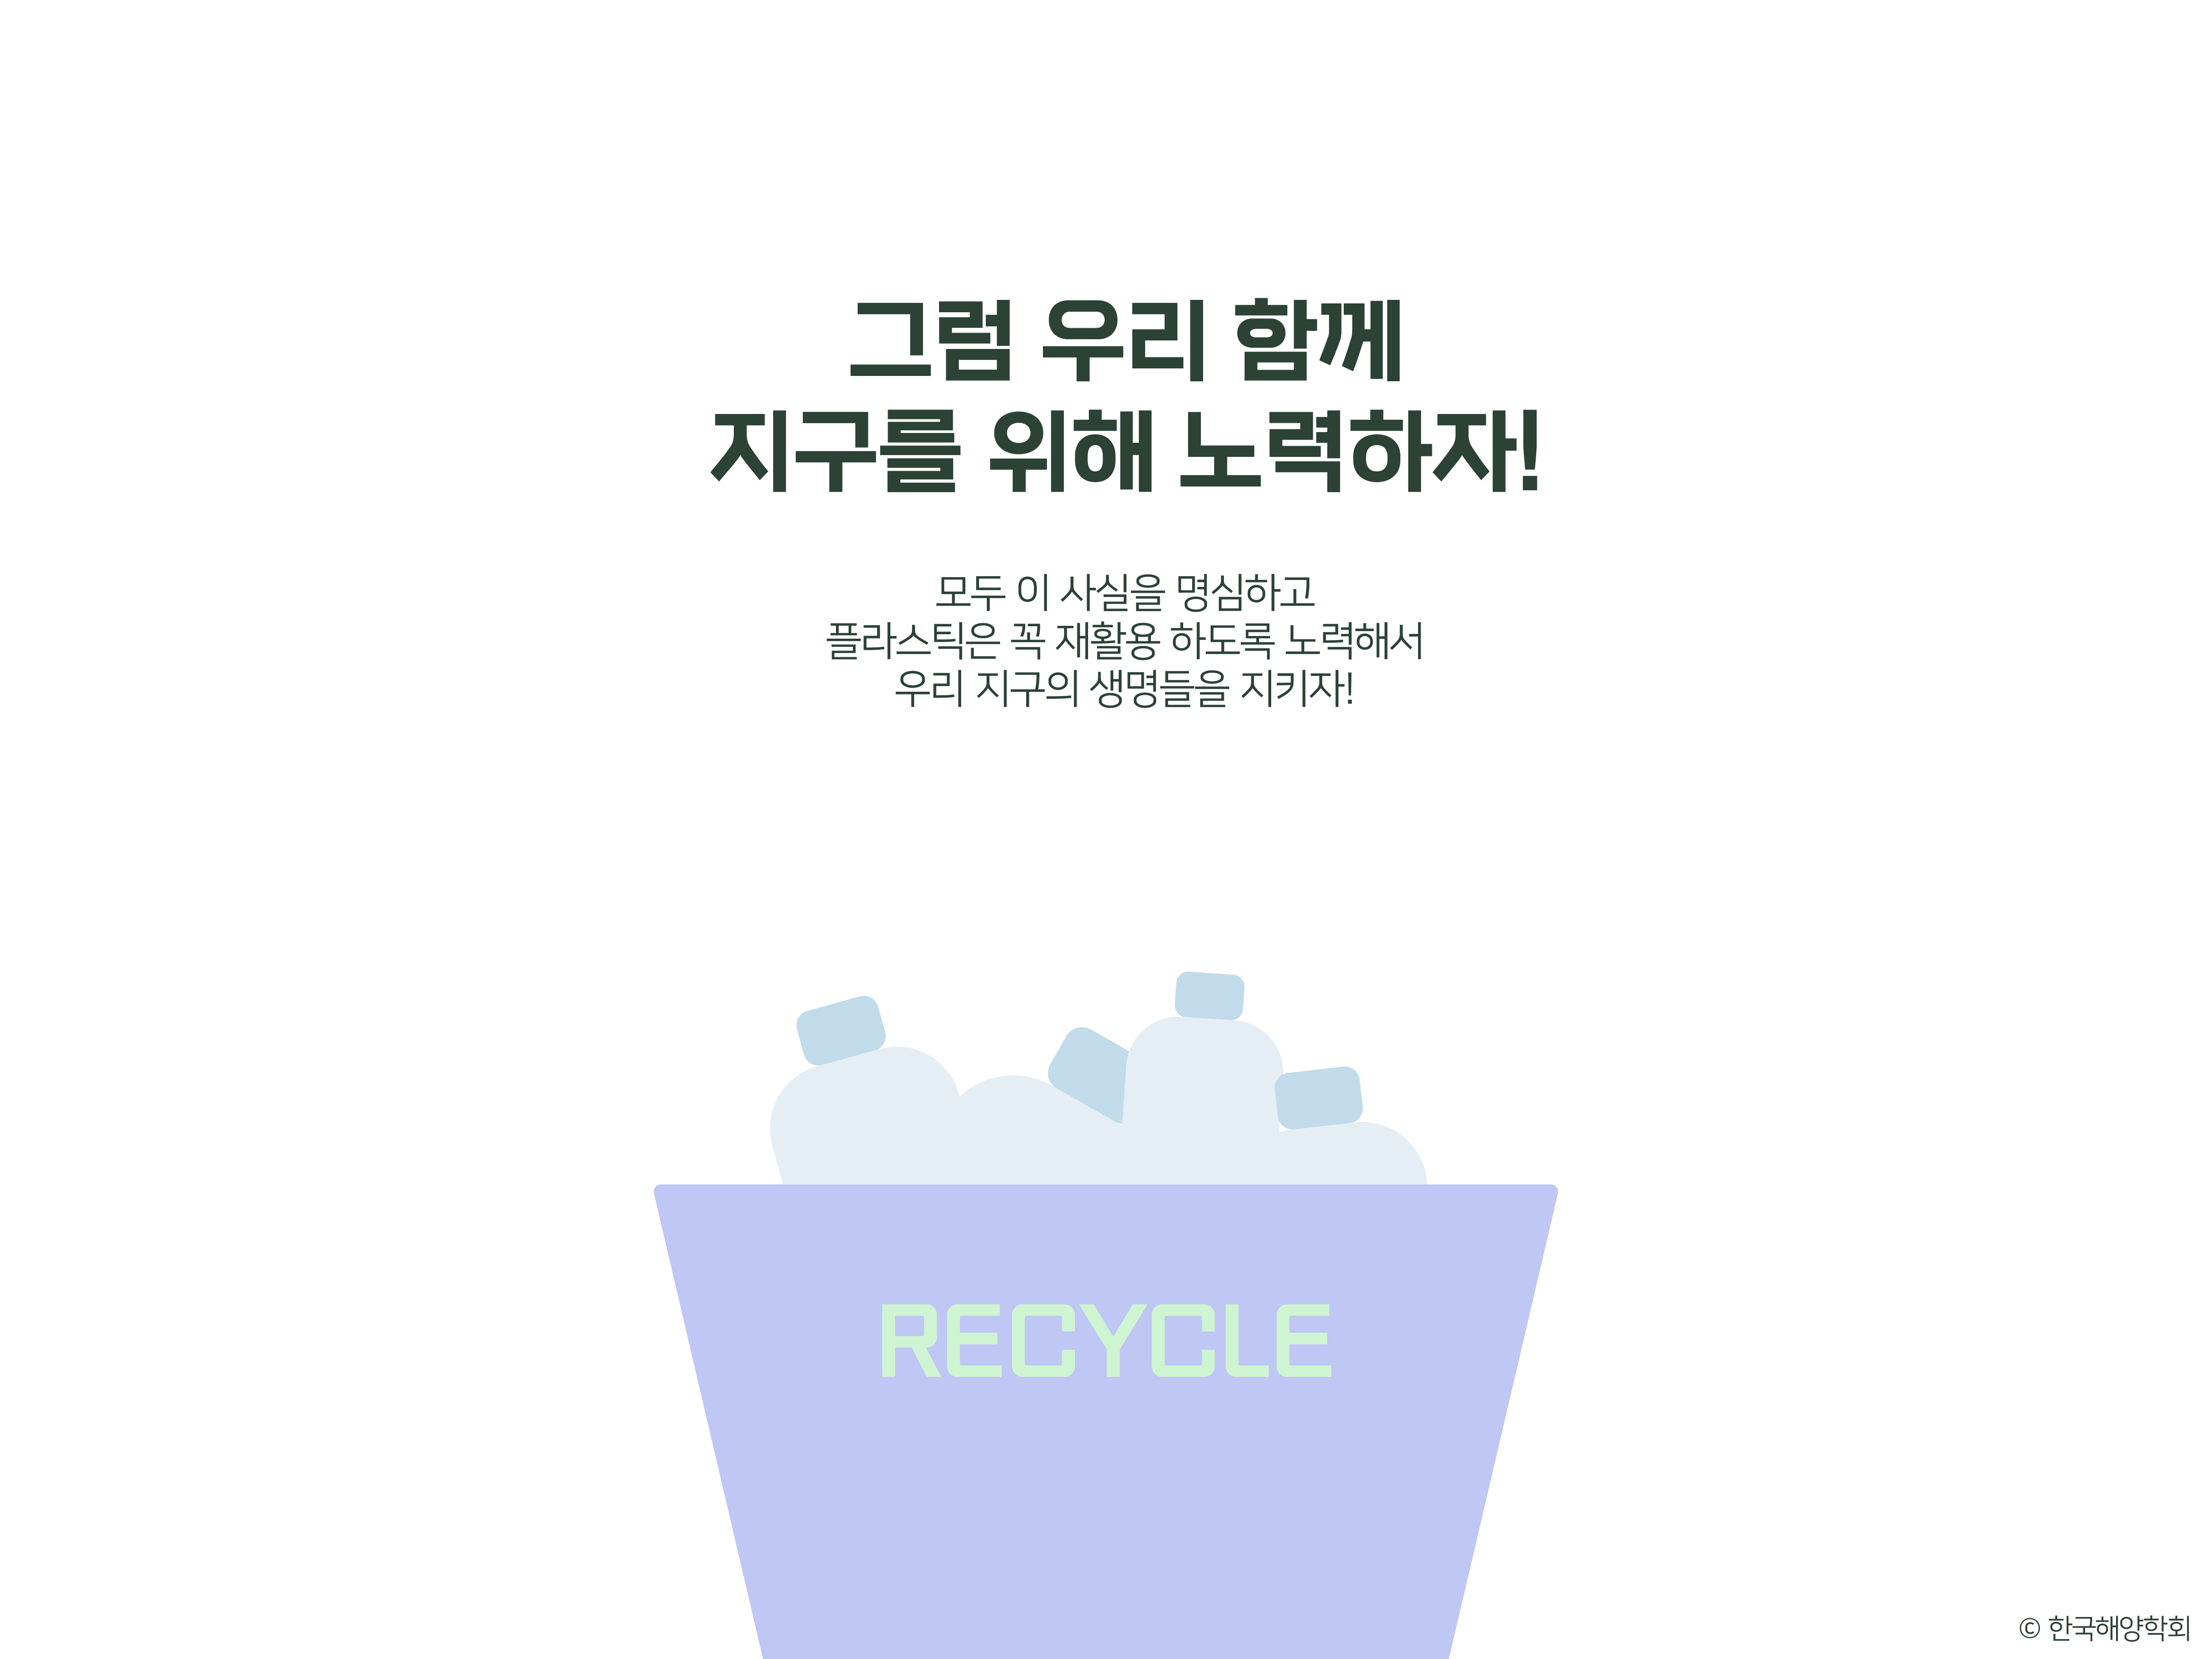 그럼 우리 함께
지구를 위해 노력하자!
모두 이 사실을 명심하고
플라스틱은 꼭 재활용 하도록 노력해서
우리 지구의 생명들을 지키자!
RECYCLE
© 한국해양학회